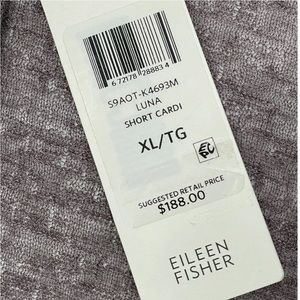 6 72178 28883 4
S9AOT-K4693M
LUNA
SHORT CARDI
XL/TG
SUGGESTED RETAIL PRICE
$188.00
EILEEN
FISHER